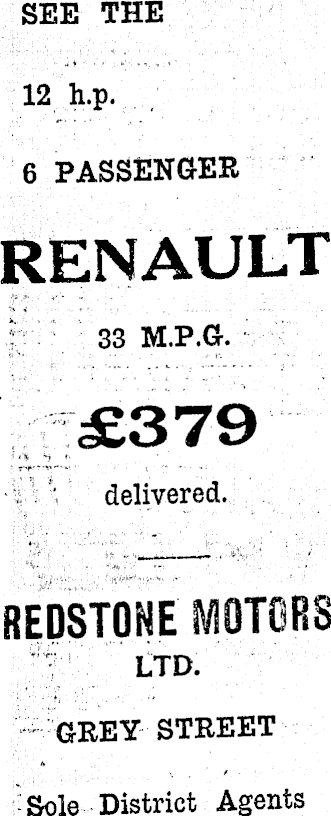 SEE THE
12 h.p.
6 PASSENGER
RENAULT
33 M.P.G.
£379
delivered.
REDSTONE MOTORS
LTD.
GREY STREET
Sole District Agents